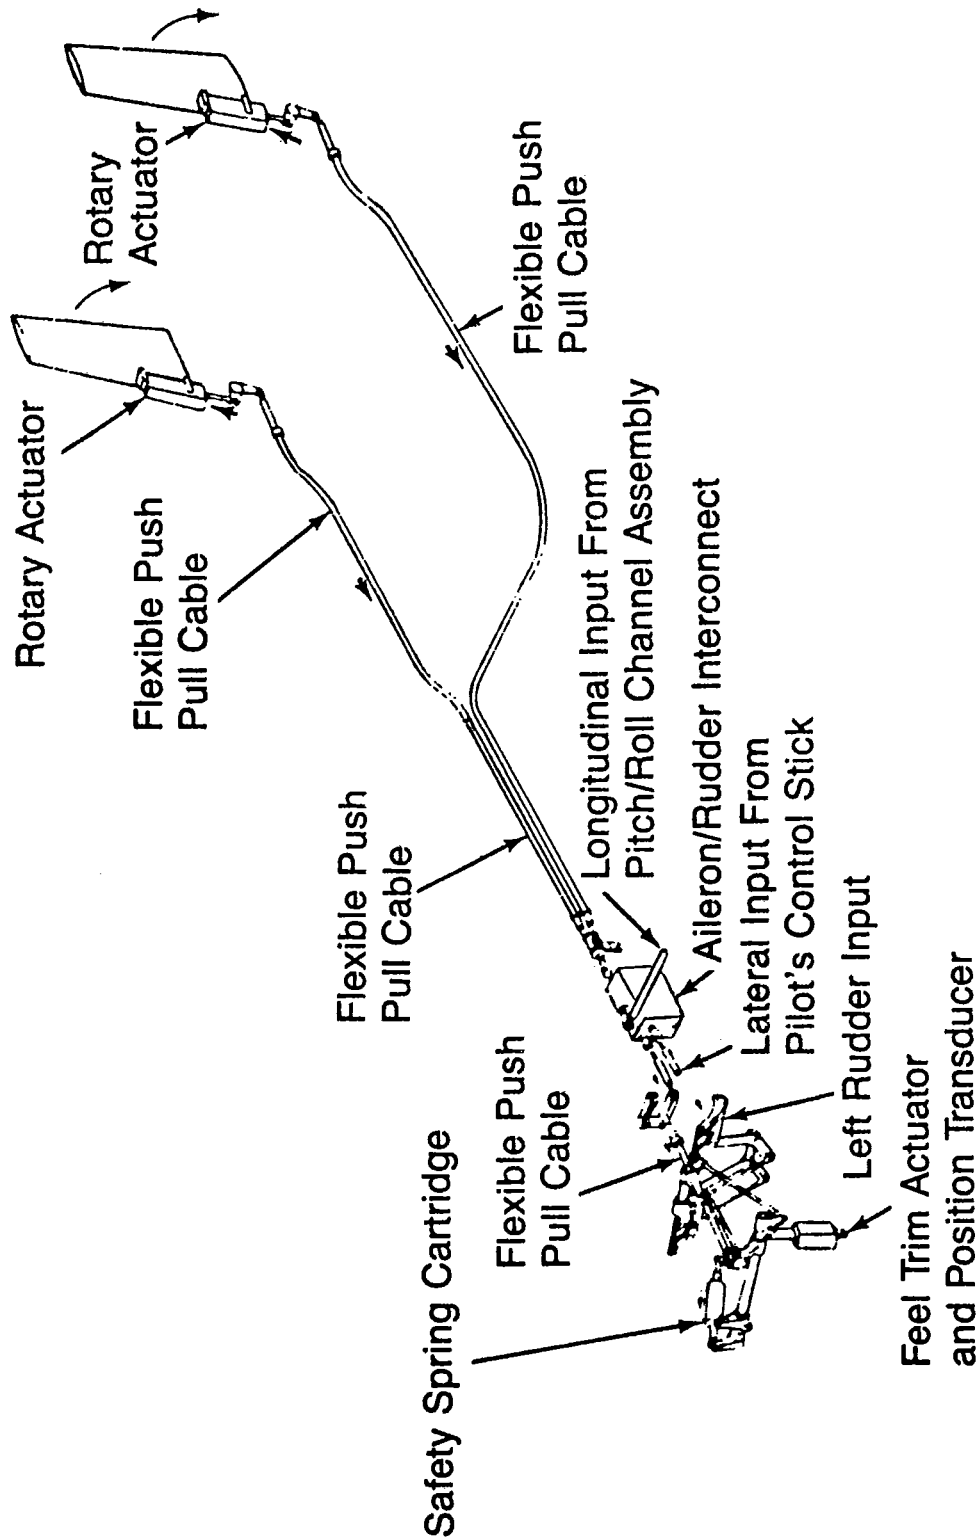 Rotary Actuator
Rotary
Actuator
Flexible Push
Pull Cable
Flexible Push
Pull Cable
Flexible Push
Pull Cable
Longitudinal Input From
Pitch/Roll Channel Assembly
Aileron/Rudder Interconnect
Lateral Input From
Pilot's Control Stick
Safety Spring Cartridge
Flexible Push
Pull Cable
Left Rudder Input
Feel Trim Actuator
and Position Transducer